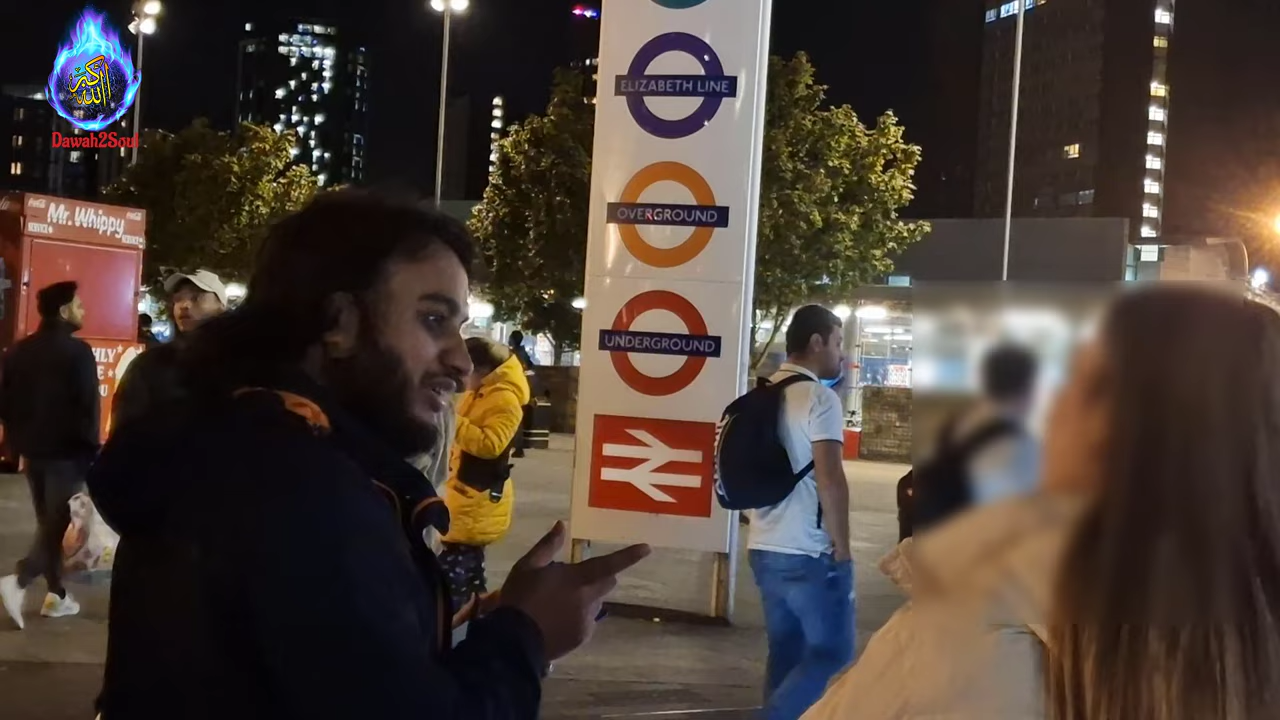 الله أكبر
Dawah2Soul
Mr. Whippy
ELIZABETH LINE
OVERGROUND
UNDERGROUND